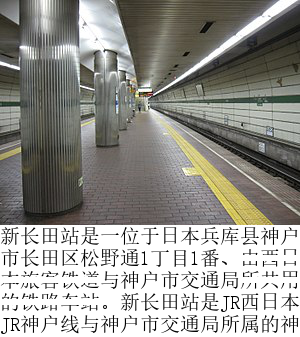 新长田站是一位于日本兵库县神户
市长田区松野通1丁目1番、由西日
本旅客铁道与神户市交通局所共用
的铁路车站。新长田站是JR西日本
JR神户线与神户市交通局所属的神